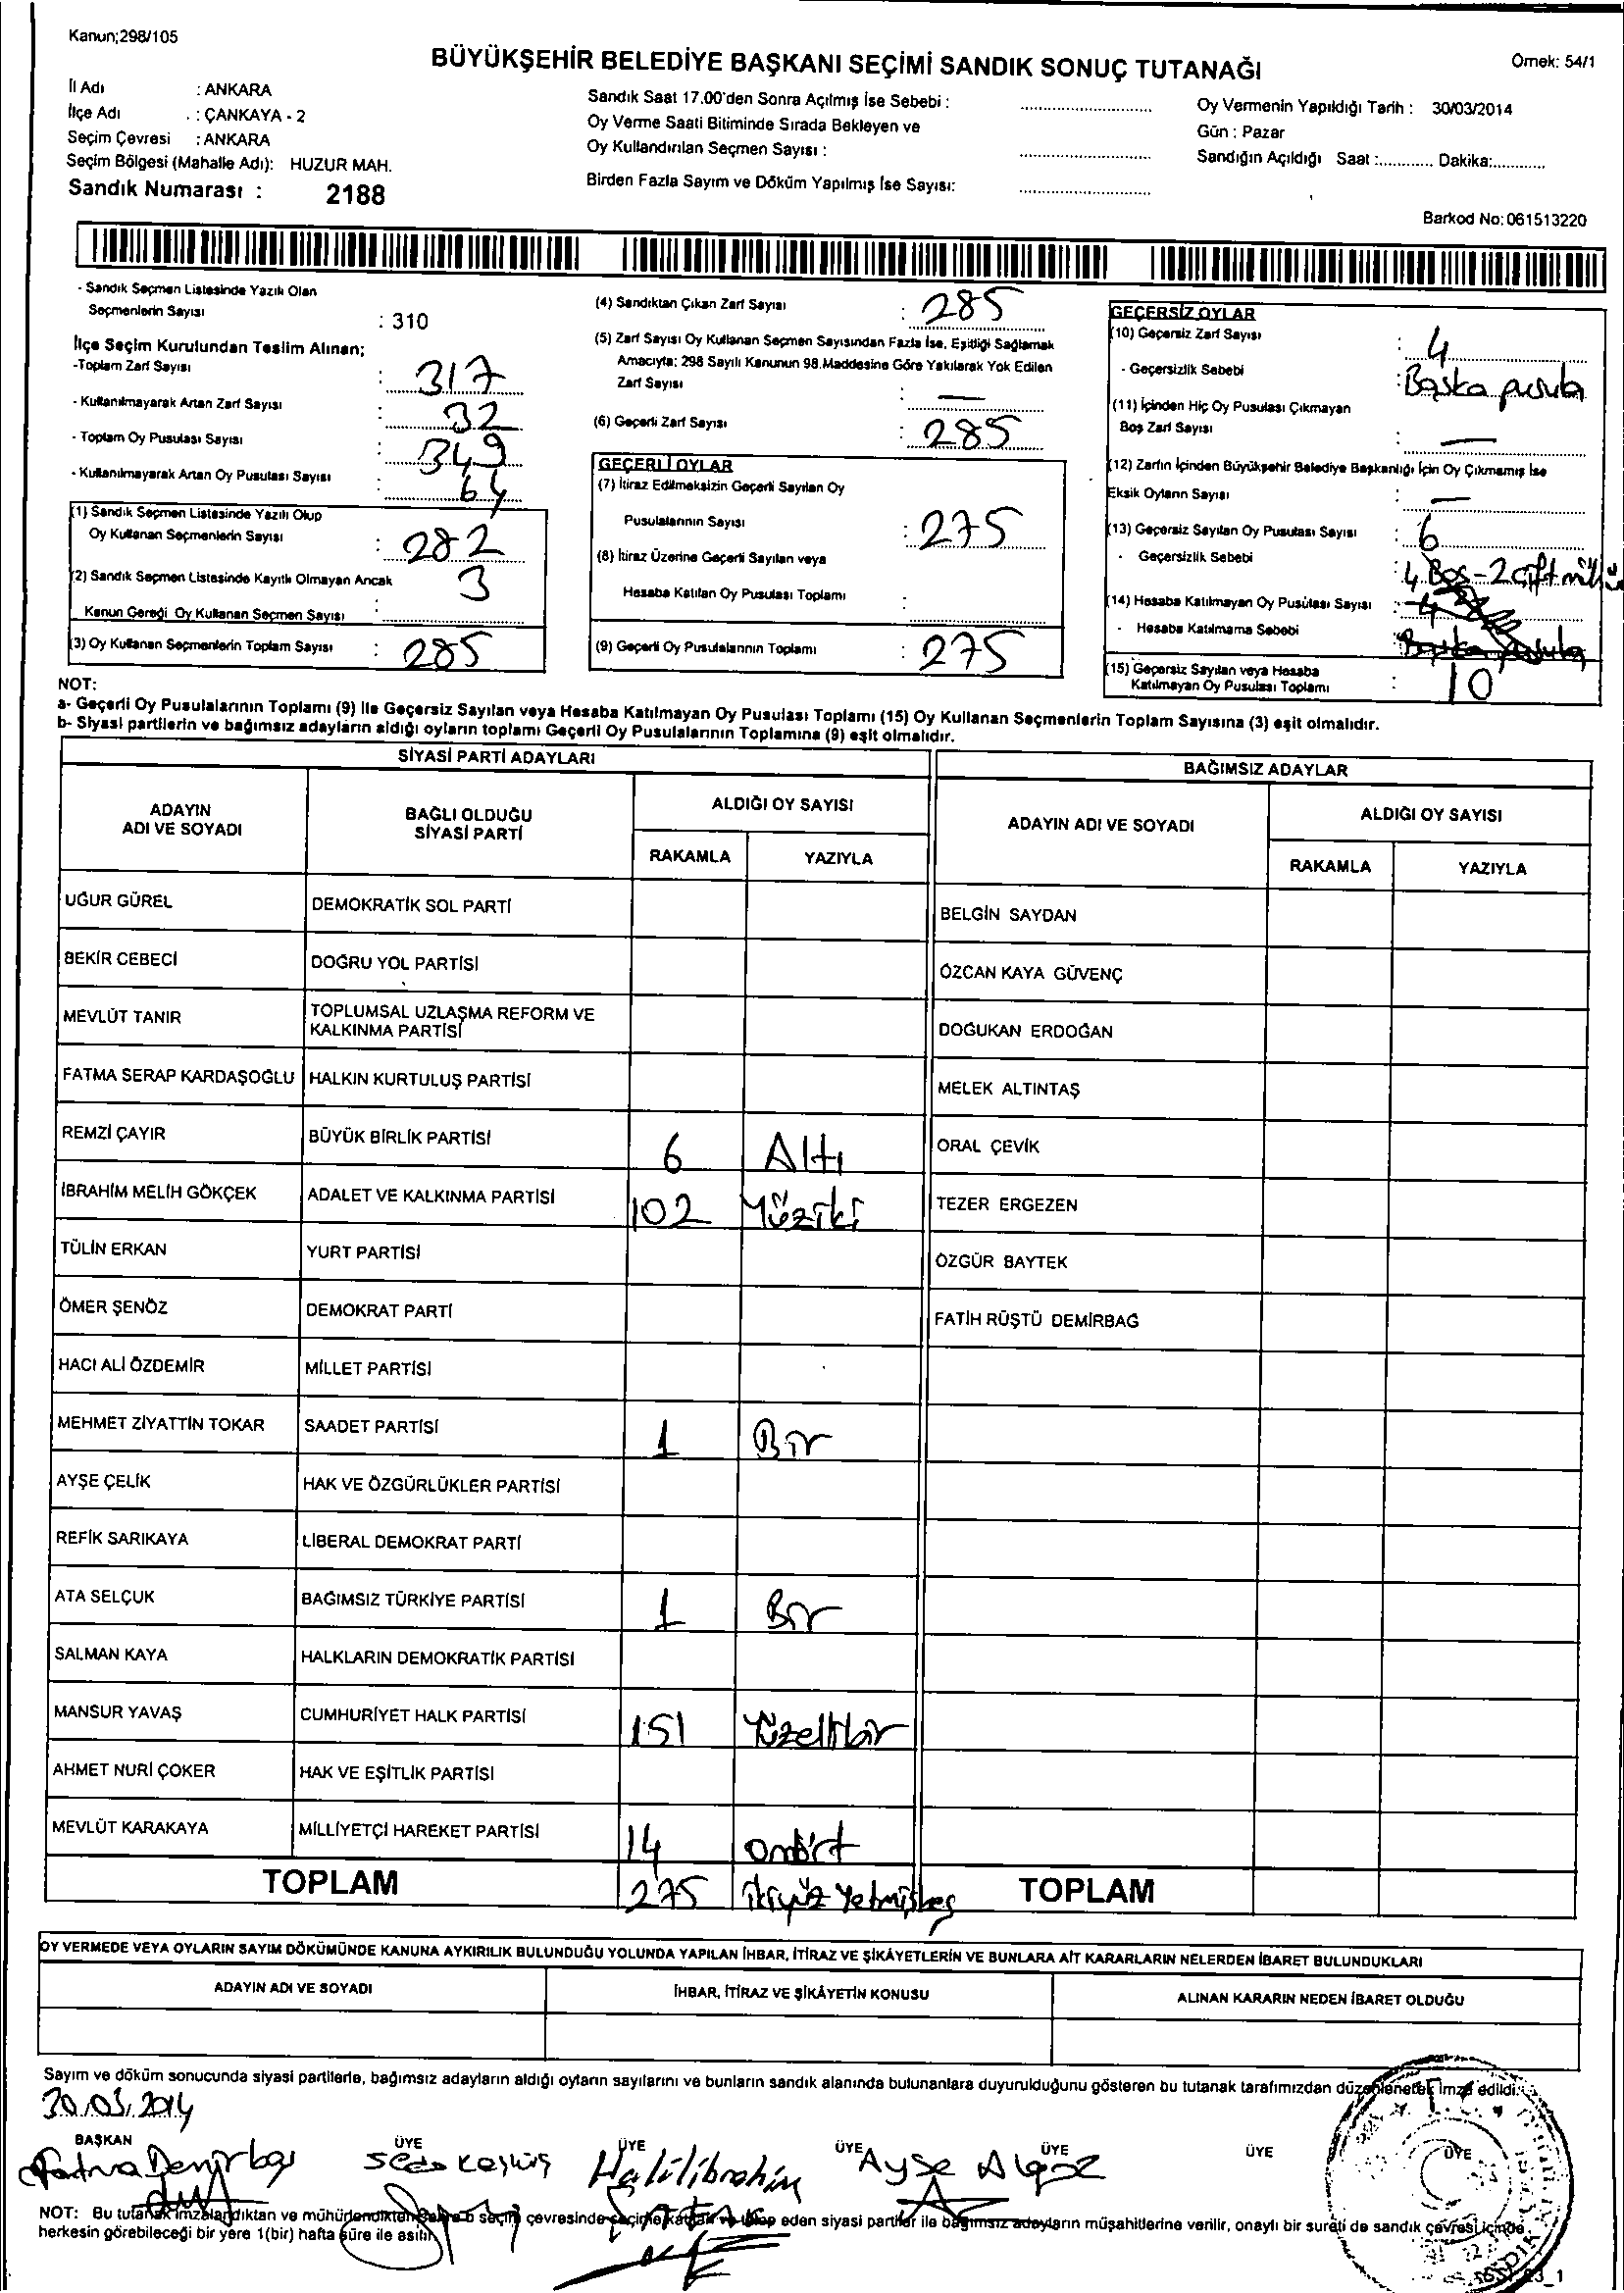 Kanun;298/105
BÜYÜKŞEHİR BELEDİYE BAŞKANI SEÇİMİ SANDIK SONUÇ TUTANAĞI
Örnek: 54/1
İl Adı : ANKARA
İlçe Adı : ÇANKAYA - 2
Seçim Çevresi : ANKARA
Seçim Bölgesi (Mahalle Adı): HUZUR MAH.
Sandık Numarası : 2188
Sandık Saat 17.00'den Sonra Açılmış İse Sebebi :
Oy Verme Saati Bitiminde Sırada Bekleyen ve
Oy Kullandırılan Seçmen Sayısı :
Birden Fazla Sayım ve Döküm Yapılmış İse Sayısı:
Oy Vermenin Yapıldığı Tarih : 30/03/2014
Gün : Pazar
Sandığın Açıldığı Saat :............ Dakika:............
Barkod No: 061513220
- Sandık Seçmen Listesinde Yazılı Olan
Seçmenlerin Sayısı : 310
İlçe Seçim Kurulundan Teslim Alınan;
-Toplam Zarf Sayısı : 317
- Kullanılmayarak Artan Zarf Sayısı : 32
- Toplam Oy Pusulası Sayısı : 349
- Kullanılmayarak Artan Oy Pusulası Sayısı : 64
(1) Sandık Seçmen Listesinde Yazılı Olup
Oy Kullanan Seçmenlerin Sayısı : 282
(2) Sandık Seçmen Listesinde Kayıtlı Olmayan Ancak
Kanun Gereği Oy Kullanan Seçmen Sayısı : 3
(3) Oy Kullanan Seçmenlerin Toplam Sayısı : 285
(4) Sandıktan Çıkan Zarf Sayısı : 285
(5) Zarf Sayısı Oy Kullanan Seçmen Sayısından Fazla İse, Eşitliği Sağlamak
Amacıyla; 298 Sayılı Kanunun 98.Maddesine Göre Yakılarak Yok Edilen
Zarf Sayısı : —
(6) Geçerli Zarf Sayısı : 285
GEÇERLİ OYLAR
(7) İtiraz Edilmeksizin Geçerli Sayılan Oy
Pusulalarının Sayısı : 275
(8) İtiraz Üzerine Geçerli Sayılan veya
Hesaba Katılan Oy Pusulası Toplamı :
(9) Geçerli Oy Pusulalarının Toplamı : 275
GEÇERSİZ OYLAR
(10) Geçersiz Zarf Sayısı : 4
- Geçersizlik Sebebi : Başka pusula
(11) İçinden Hiç Oy Pusulası Çıkmayan
Boş Zarf Sayısı : —
(12) Zarfın İçinden Büyükşehir Belediye Başkanlığı İçin Oy Çıkmamış İse
Eksik Oyların Sayısı : —
(13) Geçersiz Sayılan Oy Pusulası Sayısı : 6
- Geçersizlik Sebebi : 4 Boş - 2 çift mühür
(14) Hesaba Katılmayan Oy Pusulası Sayısı : 4
- Hesaba Katılmama Sebebi Başka pusula
(15) Geçersiz Sayılan veya Hesaba
Katılmayan Oy Pusulası Toplamı : 10
NOT:
a- Geçerli Oy Pusulalarının Toplamı (9) ile Geçersiz Sayılan veya Hesaba Katılmayan Oy Pusulası Toplamı (15) Oy Kullanan Seçmenlerin Toplam Sayısına (3) eşit olmalıdır.
b- Siyasi partilerin ve bağımsız adayların aldığı oyların toplamı Geçerli Oy Pusulalarının Toplamına (9) eşit olmalıdır.
SİYASİ PARTİ ADAYLARI
BAĞIMSIZ ADAYLAR
ADAYIN ADI VE SOYADI
BAĞLI OLDUĞU SİYASİ PARTİ
ALDIĞI OY SAYISI
RAKAMLA YAZIYLA
ADAYIN ADI VE SOYADI
ALDIĞI OY SAYISI
RAKAMLA YAZIYLA
UĞUR GÜREL DEMOKRATİK SOL PARTİ BELGİN SAYDAN
BEKİR CEBECİ DOĞRU YOL PARTİSİ ÖZCAN KAYA GÜVENÇ
MEVLÜT TANIR TOPLUMSAL UZLAŞMA REFORM VE KALKINMA PARTİSİ DOĞUKAN ERDOĞAN
FATMA SERAP KARDAŞOĞLU HALKIN KURTULUŞ PARTİSİ MELEK ALTINTAŞ
REMZİ ÇAYIR BÜYÜK BİRLİK PARTİSİ 6 Altı ORAL ÇEVİK
İBRAHİM MELİH GÖKÇEK ADALET VE KALKINMA PARTİSİ 102 Yüziki TEZER ERGEZEN
TÜLİN ERKAN YURT PARTİSİ ÖZGÜR BAYTEK
ÖMER ŞENÖZ DEMOKRAT PARTİ FATİH RÜŞTÜ DEMİRBAĞ
HACI ALİ ÖZDEMİR MİLLET PARTİSİ
MEHMET ZİYATTİN TOKAR SAADET PARTİSİ 1 Bir
AYŞE ÇELİK HAK VE ÖZGÜRLÜKLER PARTİSİ
REFİK SARIKAYA LİBERAL DEMOKRAT PARTİ
ATA SELÇUK BAĞIMSIZ TÜRKİYE PARTİSİ 1 Bir
SALMAN KAYA HALKLARIN DEMOKRATİK PARTİSİ
MANSUR YAVAŞ CUMHURİYET HALK PARTİSİ 151 Yüzellibir
AHMET NURİ ÇOKER HAK VE EŞİTLİK PARTİSİ
MEVLÜT KARAKAYA MİLLİYETÇİ HAREKET PARTİSİ 14 Ondört
TOPLAM 275 ikiyüz Yetmişbeş TOPLAM
OY VERMEDE VEYA OYLARIN SAYIM DÖKÜMÜNDE KANUNA AYKIRILIK BULUNDUĞU YOLUNDA YAPILAN İHBAR, İTİRAZ VE ŞİKÂYETLERİN VE BUNLARA AİT KARARLARIN NELERDEN İBARET BULUNDUKLARI
ADAYIN ADI VE SOYADI İHBAR, İTİRAZ VE ŞİKÂYETİN KONUSU ALINAN KARARIN NEDEN İBARET OLDUĞU
Sayım ve döküm sonucunda siyasi partilerle, bağımsız adayların aldığı oyların sayılarını ve bunların sandık alanında bulunanlara duyurulduğunu gösteren bu tutanak tarafımızdan düzenlenerek imza edildi.
30.03.2014
BAŞKAN ÜYE ÜYE ÜYE ÜYE ÜYE ÜYE
Fatma Demirbaş Seda Keşküş Halilibrahim Ayşe Algöz
NOT: Bu tutanak imzalandıktan ve mühürlendikten sonra o seçim çevresinde seçime katılan ve talep eden siyasi partiler ile bağımsız adayların müşahitlerine verilir, onaylı bir sureti de sandık çevresi içinde
herkesin görebileceği bir yere 1(bir) hafta süre ile asılır.